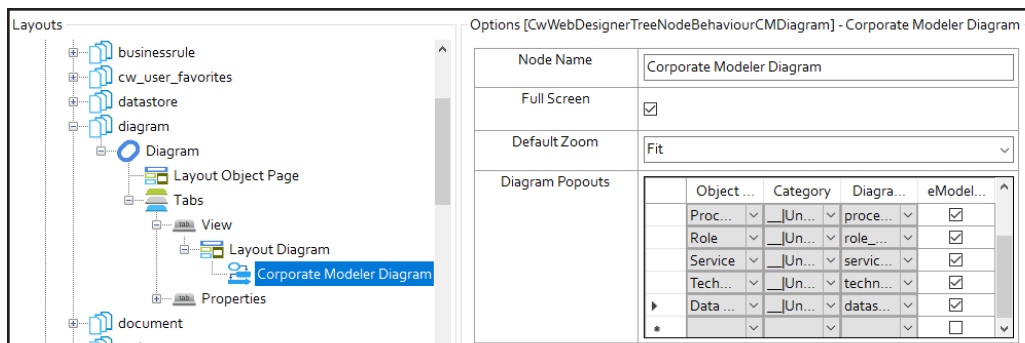 Layouts
businessrule
cw_user_favorites
datastore
diagram
Diagram
Layout Object Page
Tabs
tab View
Layout Diagram
Corporate Modeler Diagram
tab Properties
document
Options [CwWebDesignerTreeNodeBehaviourCMDiagram] - Corporate Modeler Diagram
Node Name Corporate Modeler Diagram
Full Screen
Default Zoom Fit
Diagram Popouts
Object ... Category Diagra... eModel...
Proc... __|Un... proce...
Role __|Un... role_...
Service __|Un... servic...
Tech... __|Un... techn...
Data ... __|Un... datas...